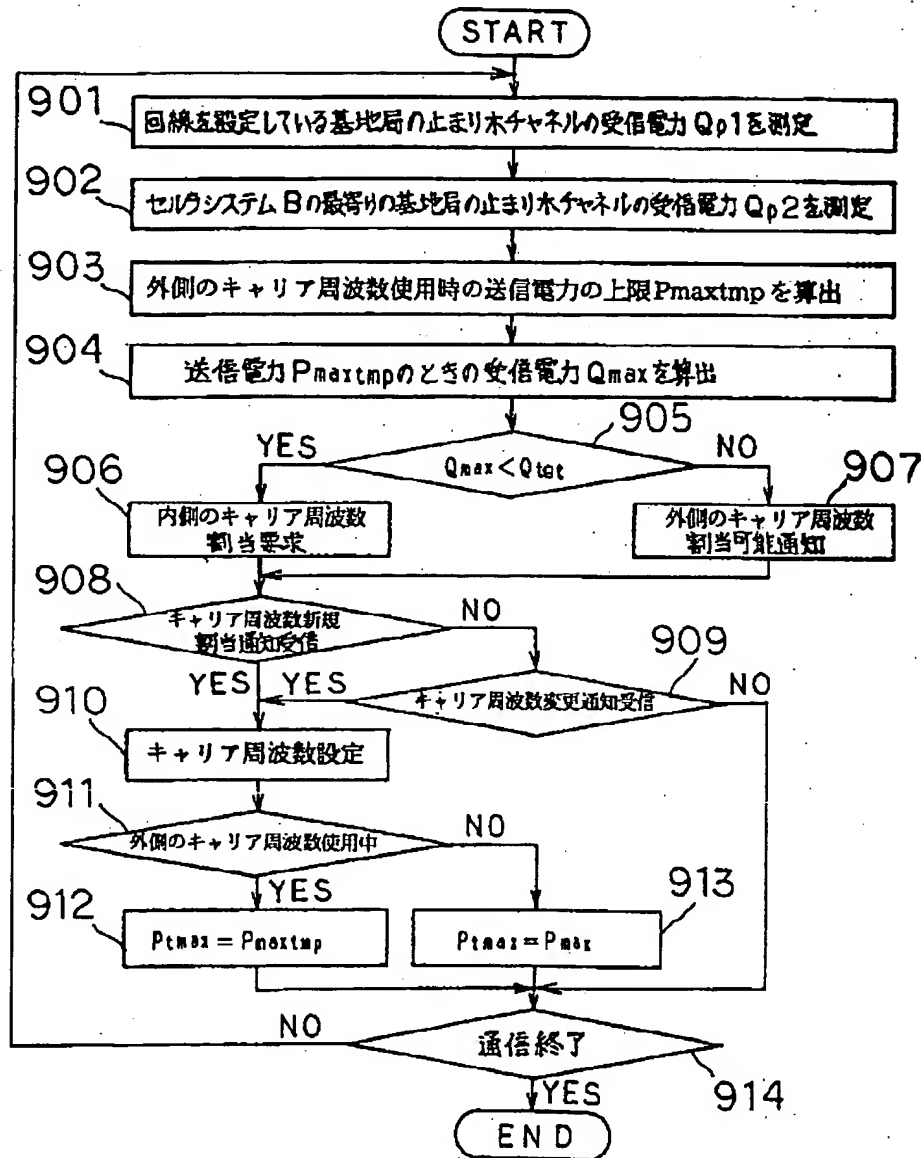 START
901
回線を設定している基地局の止まり木チャネルの受信電力Qp1を測定
902
セルラシステムBの最寄りの基地局の止まり木チャネルの受信電力Qp2を測定
903
外側のキャリア周波数使用時の送信電力の上限Pmaxtmpを算出
904
送信電力Pmaxtmpのときの受信電力Qmaxを算出
905
YES
NO
Qmax<Qtgt
906
907
内側のキャリア周波数
割当要求
外側のキャリア周波数
割当可能通知
908
NO
キャリア周波数新規
割当通知受信
909
YES
YES
NO
キャリア周波数変更通知受信
910
キャリア周波数設定
911
NO
外側のキャリア周波数使用中
YES
912
913
Ptmax=Pmaxtmp
Ptmax=Pmax
NO
通信終了
914
YES
END